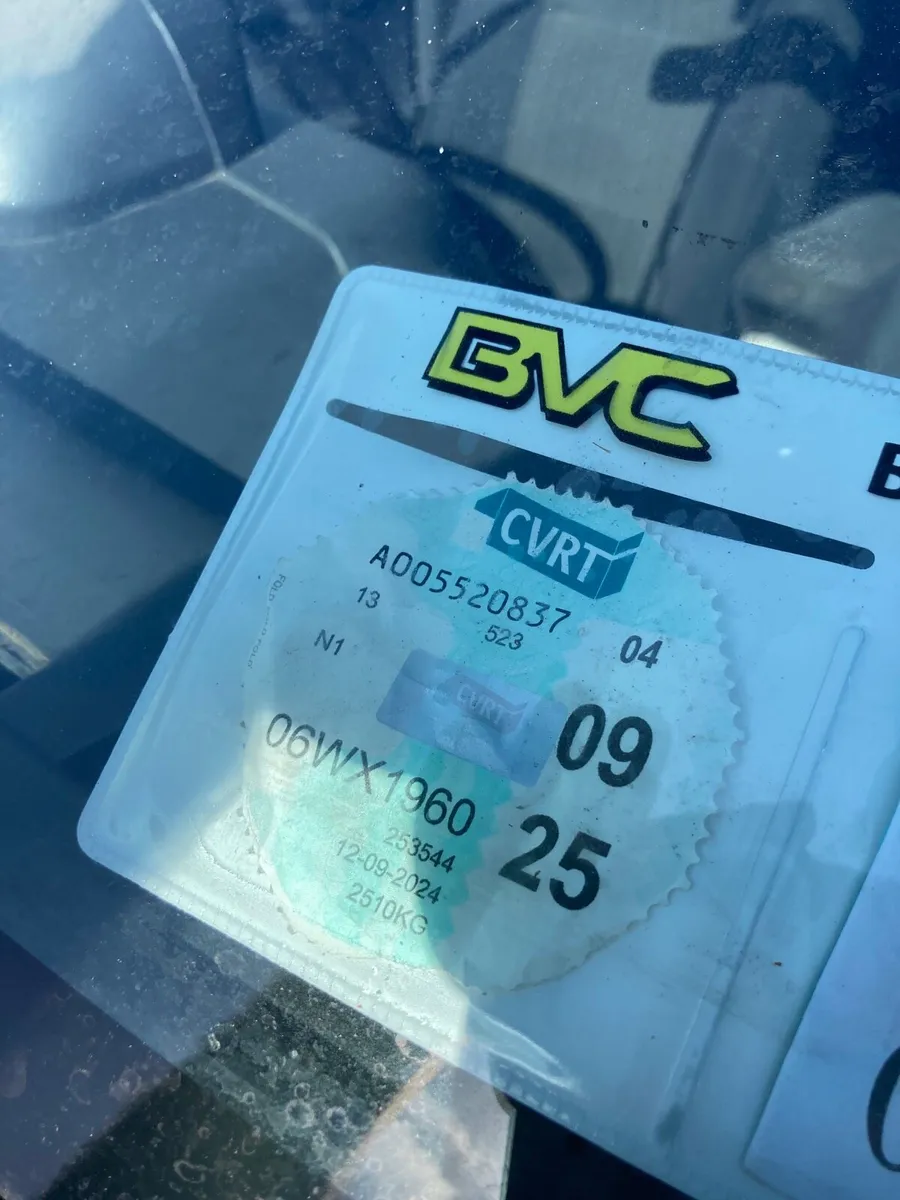 BVC
CVRT
A005520837
13
523
04
N1
CVRT
09
06WX1960
25
253544
12-09-2024
2510KG